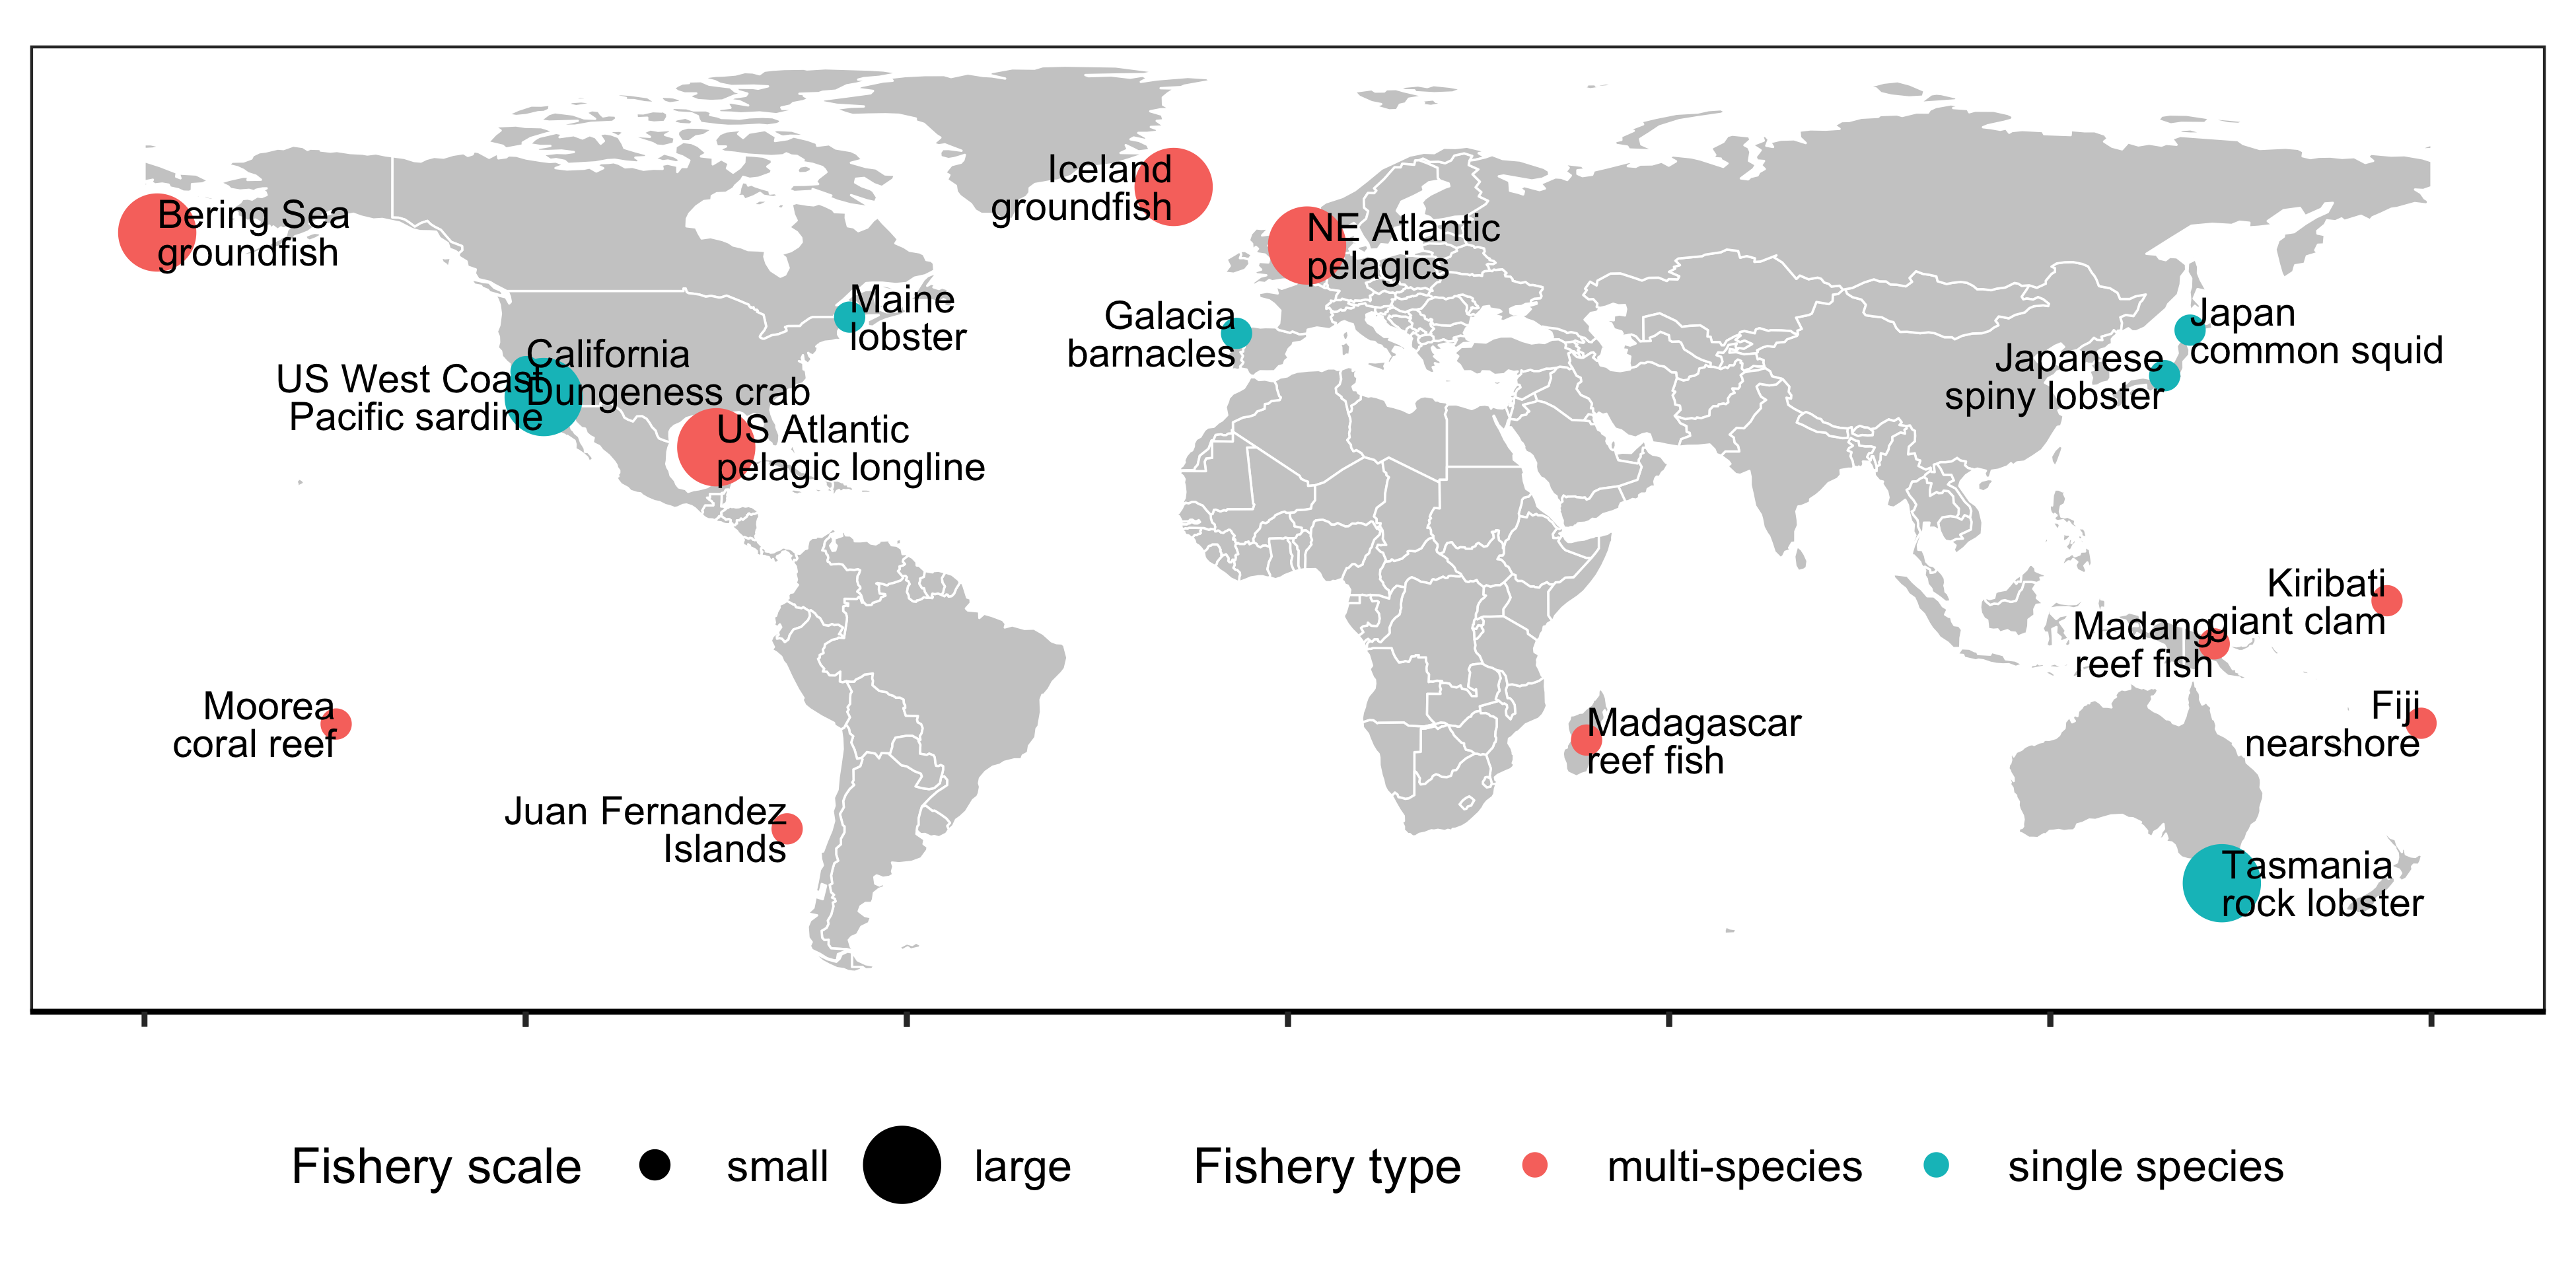 Iceland
groundfish
Bering Sea
groundfish
NE Atlantic
pelagics
Maine
lobster
Galacia
barnacles
Japan
common squid
Japanese
spiny lobster
California
Dungeness crab
US West Coast
Pacific sardine
US Atlantic
pelagic longline
Kiribati
giant clam
Madang
reef fish
Moorea
coral reef
Madagascar
reef fish
Fiji
nearshore
Juan Fernandez
Islands
Tasmania
rock lobster
Fishery scale small large Fishery type multi-species single species